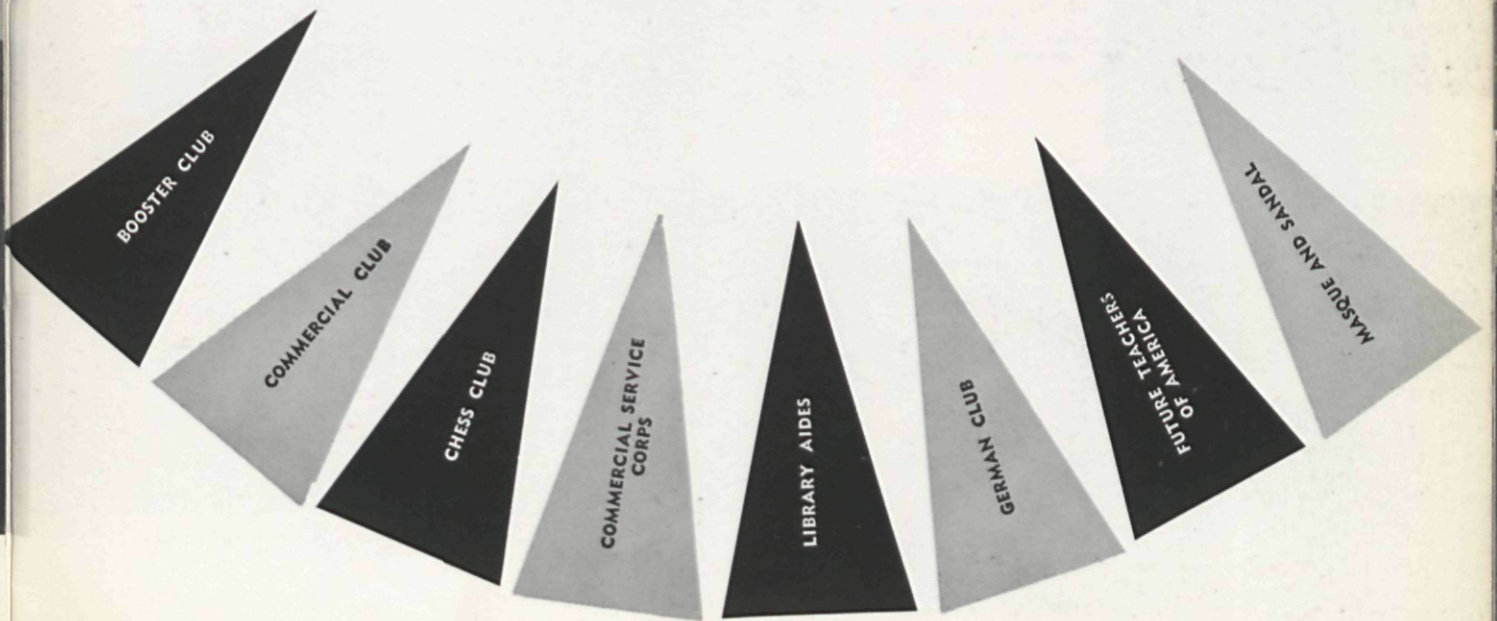 BOOSTER CLUB
COMMERCIAL CLUB
CHESS CLUB
COMMERCIAL SERVICE
CORPS
LIBRARY AIDES
GERMAN CLUB
FUTURE TEACHERS
OF AMERICA
MASQUE AND SANDAL